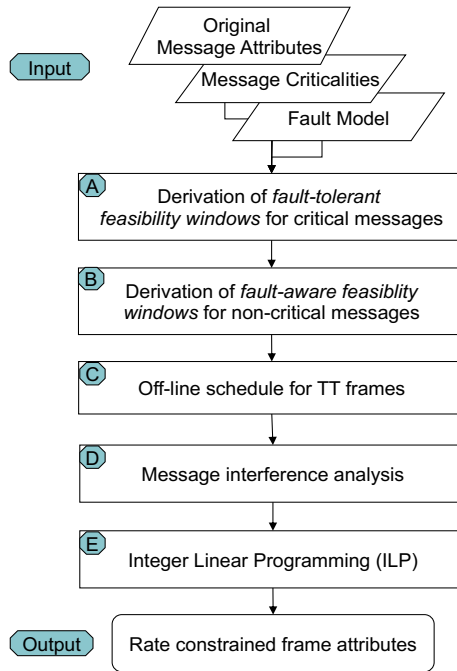 Original
Message Attributes
Input
Message Criticalities
Fault Model
A
Derivation of fault-tolerant
feasibility windows for critical messages
B
Derivation of fault-aware feasiblity
windows for non-critical messages
C
Off-line schedule for TT frames
D
Message interference analysis
E
Integer Linear Programming (ILP)
Output
Rate constrained frame attributes